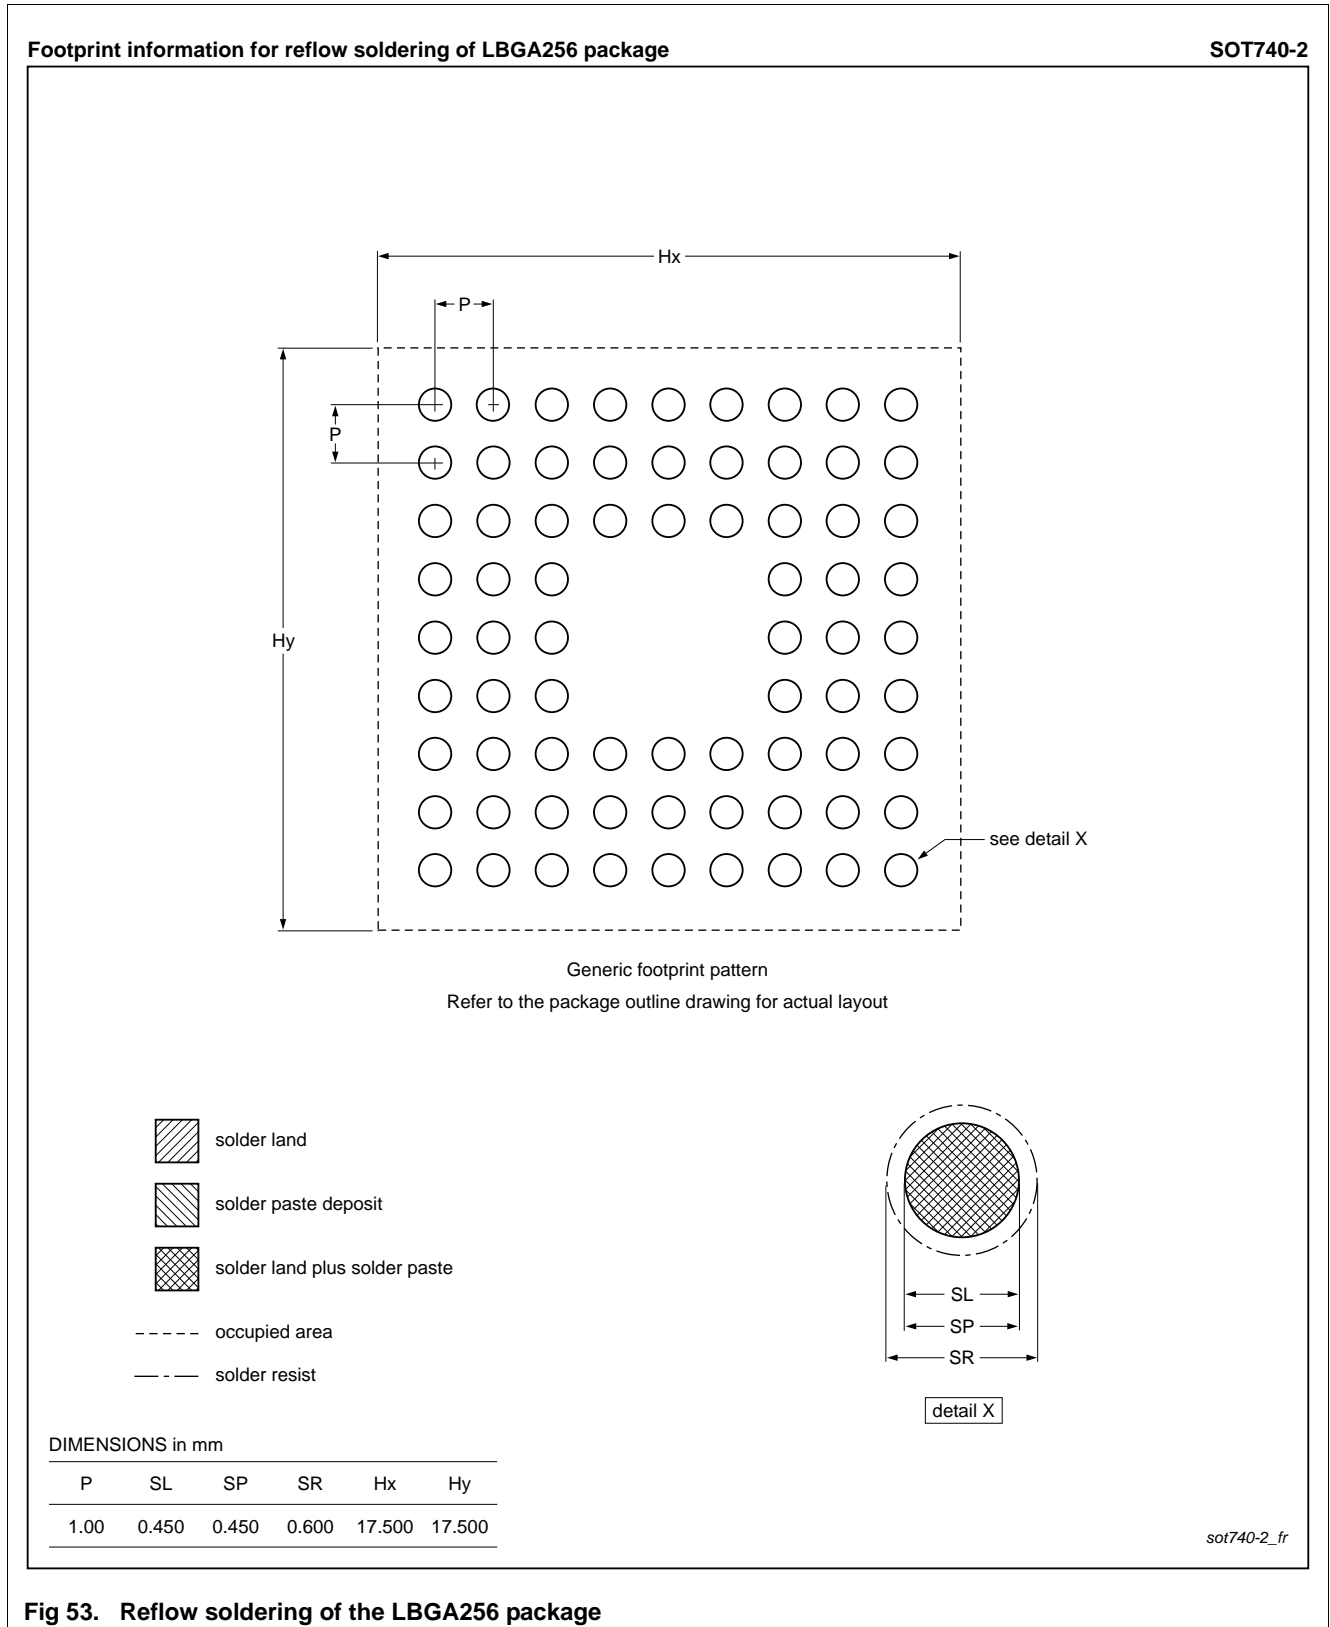 Footprint information for reflow soldering of LBGA256 package SOT740-2
Hx
P
P
Hy
see detail X
Generic footprint pattern
Refer to the package outline drawing for actual layout
solder land
solder paste deposit
solder land plus solder paste
occupied area
solder resist
SL
SP
SR
detail X
DIMENSIONS in mm
P SL SP SR Hx Hy
1.00 0.450 0.450 0.600 17.500 17.500
sot740-2_fr
Fig 53. Reflow soldering of the LBGA256 package